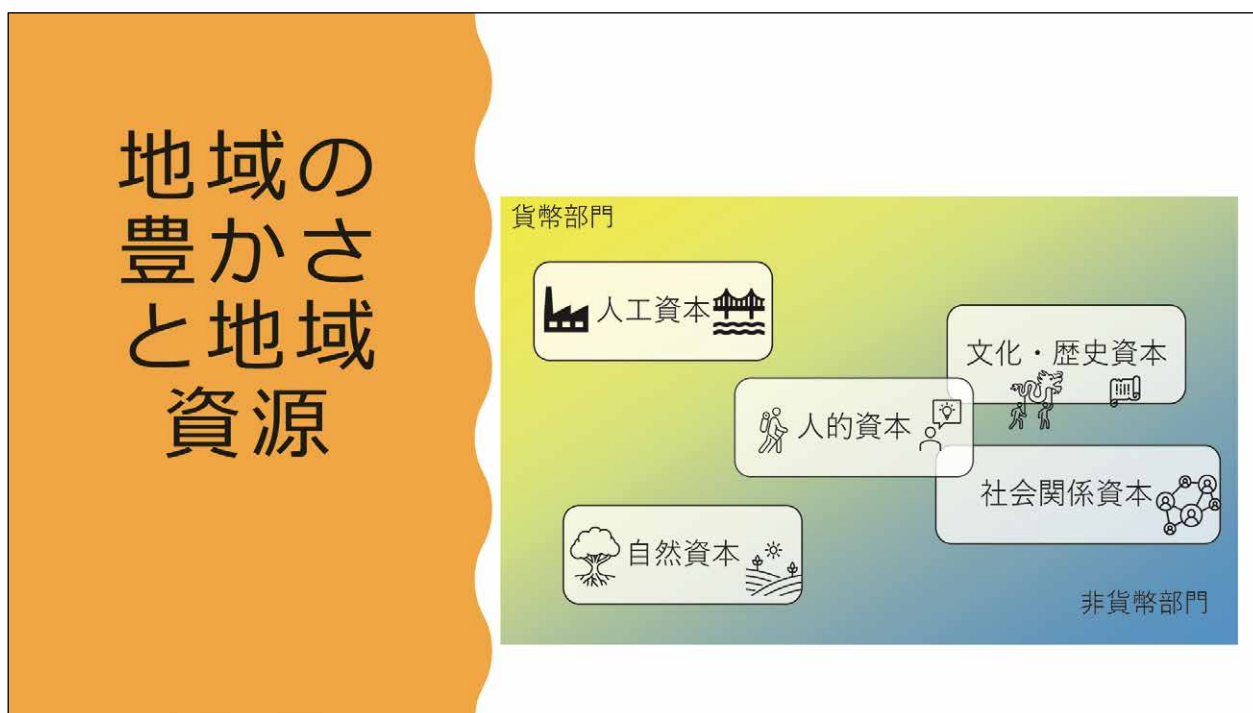 地域の
豊かさ
と地域
資源
貨幣部門
人工資本
文化・歴史資本
人的資本
社会関係資本
自然資本
非貨幣部門